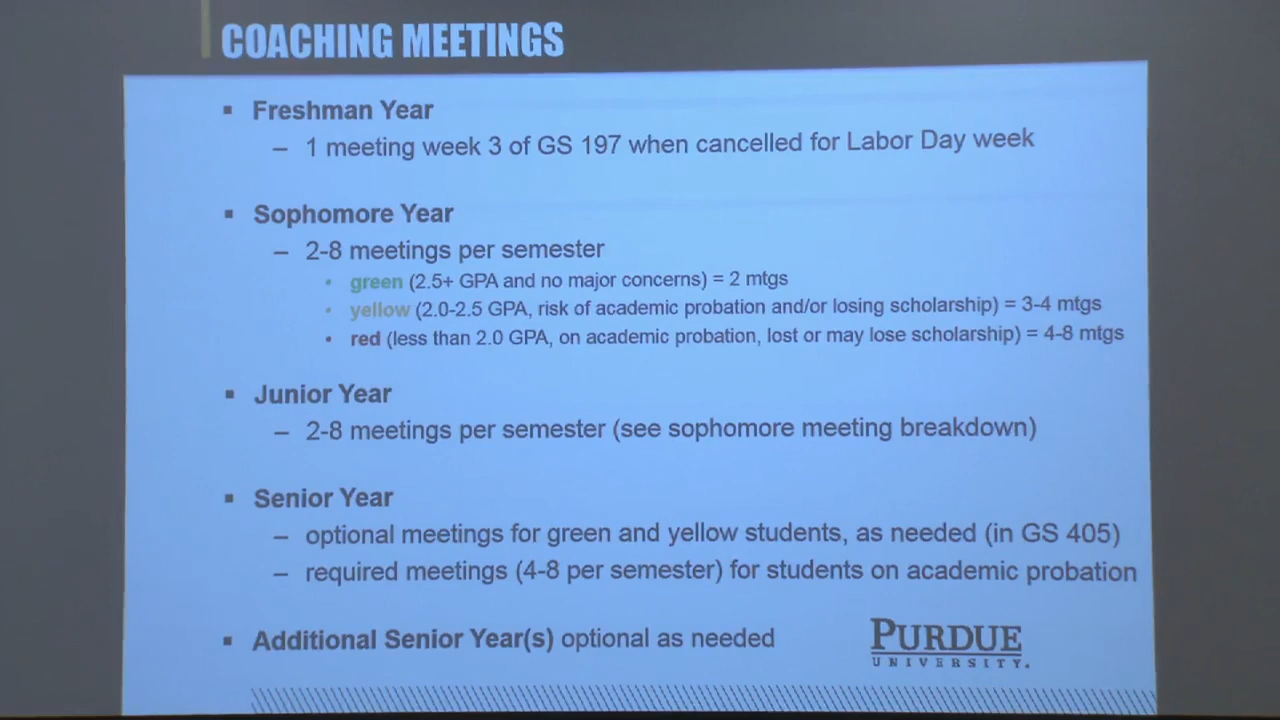 COACHING MEETINGS
▪ Freshman Year
– 1 meeting week 3 of GS 197 when cancelled for Labor Day week
▪ Sophomore Year
– 2-8 meetings per semester
• green (2.5+ GPA and no major concerns) = 2 mtgs
• yellow (2.0-2.5 GPA, risk of academic probation and/or losing scholarship) = 3-4 mtgs
• red (less than 2.0 GPA, on academic probation, lost or may lose scholarship) = 4-8 mtgs
▪ Junior Year
– 2-8 meetings per semester (see sophomore meeting breakdown)
▪ Senior Year
– optional meetings for green and yellow students, as needed (in GS 405)
– required meetings (4-8 per semester) for students on academic probation
▪ Additional Senior Year(s) optional as needed
PURDUE
UNIVERSITY.